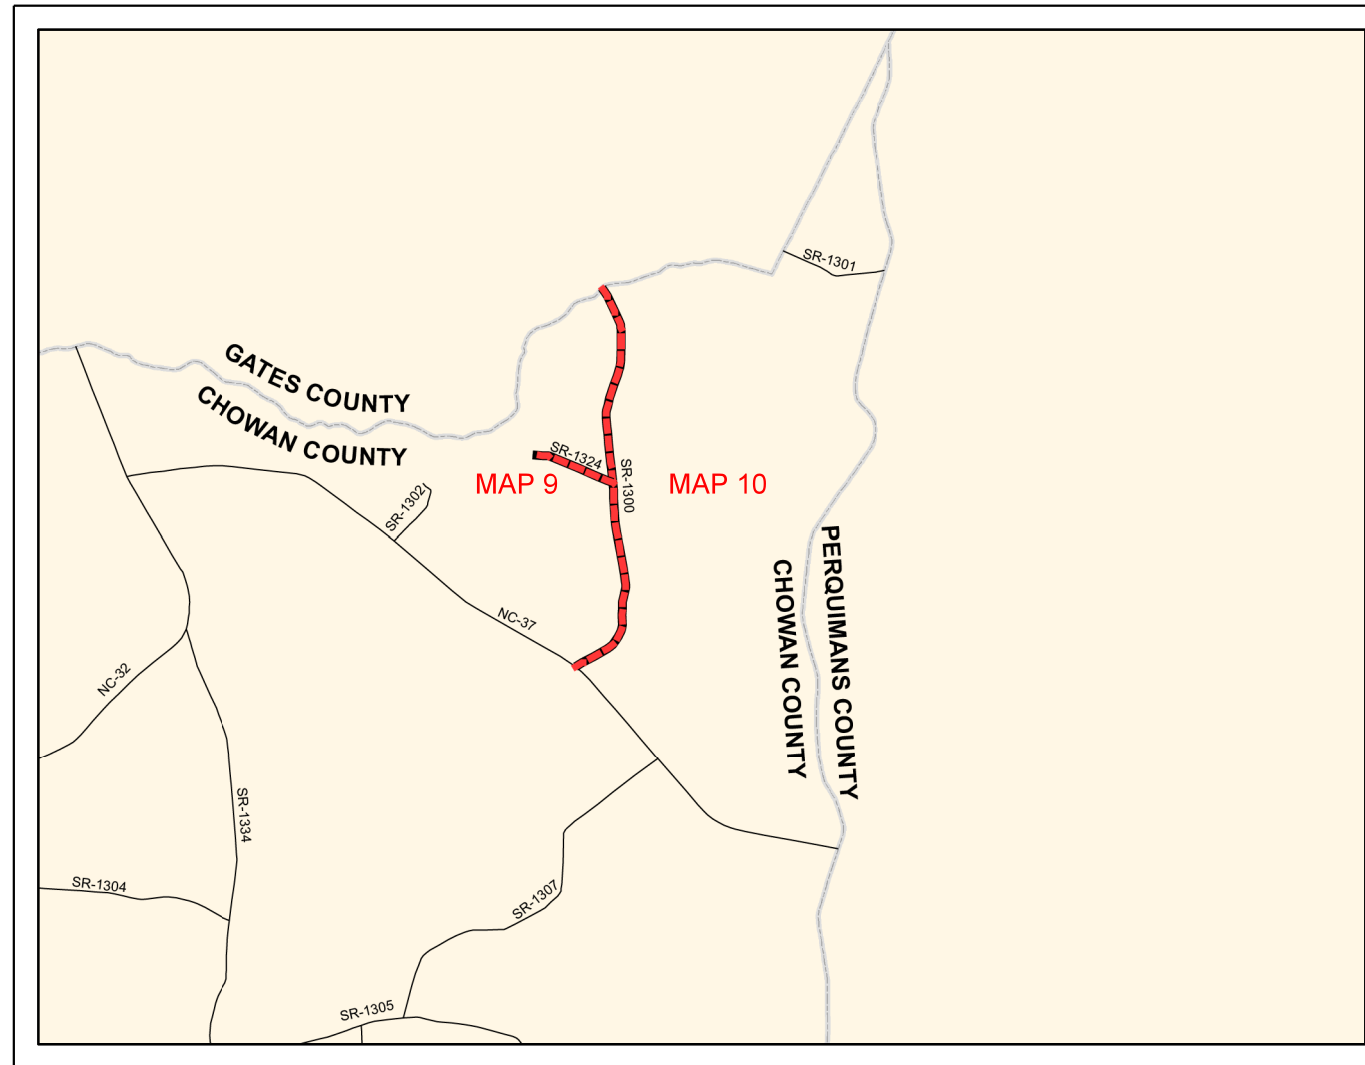 SR-1301
GATES COUNTY
CHOWAN COUNTY
SR-1324
SR-1300
MAP 9
MAP 10
SR-1302
PERQUIMANS COUNTY
CHOWAN COUNTY
NC-37
NC-32
SR-1334
SR-1304
SR-1307
SR-1305